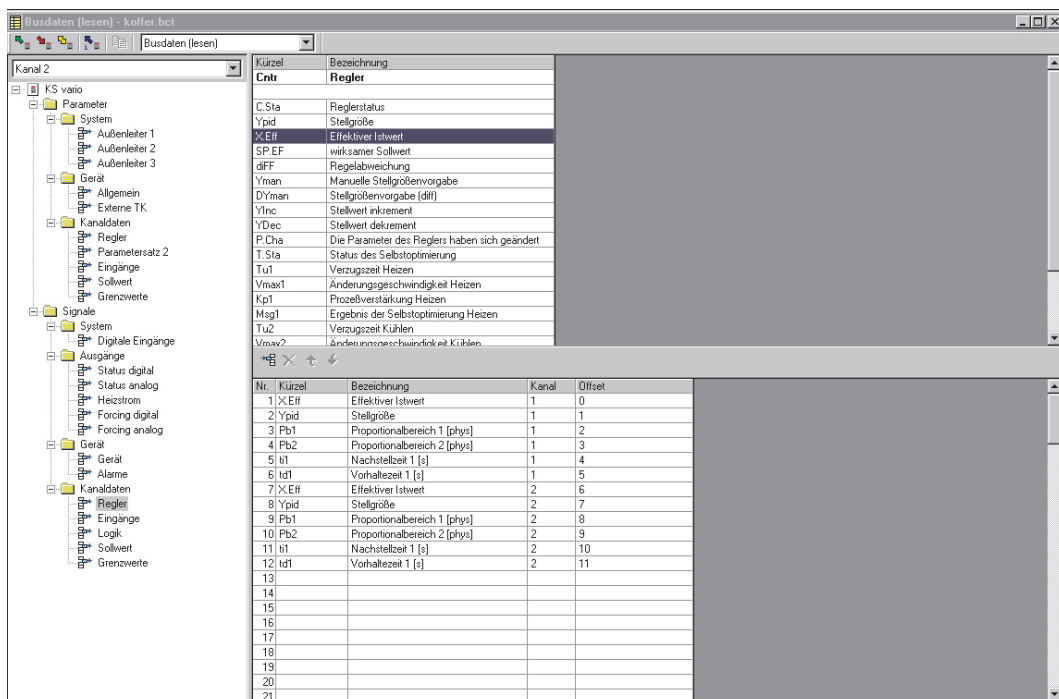 Busdaten (lesen) - koffer.bct
Busdaten (lesen)
Kanal 2
KS vario
Parameter
System
Außenleiter 1
Außenleiter 2
Außenleiter 3
Gerät
Allgemein
Externe TK
Kanaldaten
Regler
Parametersatz 2
Eingänge
Sollwert
Grenzwerte
Signale
System
Digitale Eingänge
Ausgänge
Status digital
Status analog
Heizstrom
Forcing digital
Forcing analog
Gerät
Gerät
Alarme
Kanaldaten
Regler
Eingänge
Logik
Sollwert
Grenzwerte
Kürzel Bezeichnung
Cntr Regler
C.Sta Reglerstatus
Ypid Stellgröße
X.Eff Effektiver Istwert
SP.EF wirksamer Sollwert
diFF Regelabweichung
Yman Manuelle Stellgrößenvorgabe
DYman Stellgrößenvorgabe (diff)
YInc Stellwert inkrement
YDec Stellwert dekrement
P.Cha Die Parameter des Reglers haben sich geändert
T.Sta Status des Selbstoptimierung
Tu1 Verzugszeit Heizen
Vmax1 Änderungsgeschwindigkeit Heizen
Kp1 Prozeßverstärkung Heizen
Msg1 Ergebnis der Selbstoptimierung Heizen
Tu2 Verzugszeit Kühlen
Vmax2 Änderungsgeschwindigkeit Kühlen
Nr. Kürzel Bezeichnung Kanal Offset
1 X.Eff Effektiver Istwert 1 0
2 Ypid Stellgröße 1 1
3 Pb1 Proportionalbereich 1 [phys] 1 2
4 Pb2 Proportionalbereich 2 [phys] 1 3
5 ti1 Nachstellzeit 1 [s] 1 4
6 td1 Vorhaltezeit 1 [s] 1 5
7 X.Eff Effektiver Istwert 2 6
8 Ypid Stellgröße 2 7
9 Pb1 Proportionalbereich 1 [phys] 2 8
10 Pb2 Proportionalbereich 2 [phys] 2 9
11 ti1 Nachstellzeit 1 [s] 2 10
12 td1 Vorhaltezeit 1 [s] 2 11
13
14
15
16
17
18
19
20
21